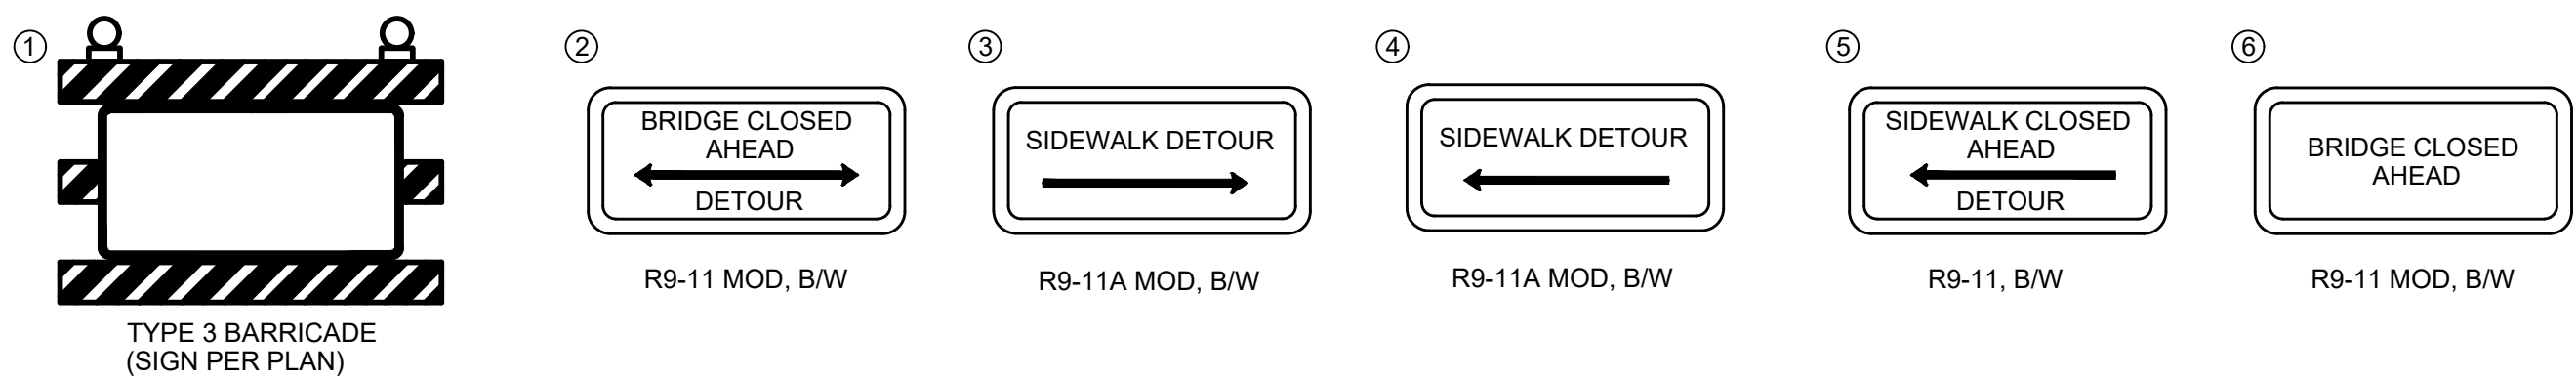 ①
TYPE 3 BARRICADE
(SIGN PER PLAN)
②
BRIDGE CLOSED
AHEAD
DETOUR
R9-11 MOD, B/W
③
SIDEWALK DETOUR
R9-11A MOD, B/W
④
SIDEWALK DETOUR
R9-11A MOD, B/W
⑤
SIDEWALK CLOSED
AHEAD
DETOUR
R9-11, B/W
⑥
BRIDGE CLOSED
AHEAD
R9-11 MOD, B/W